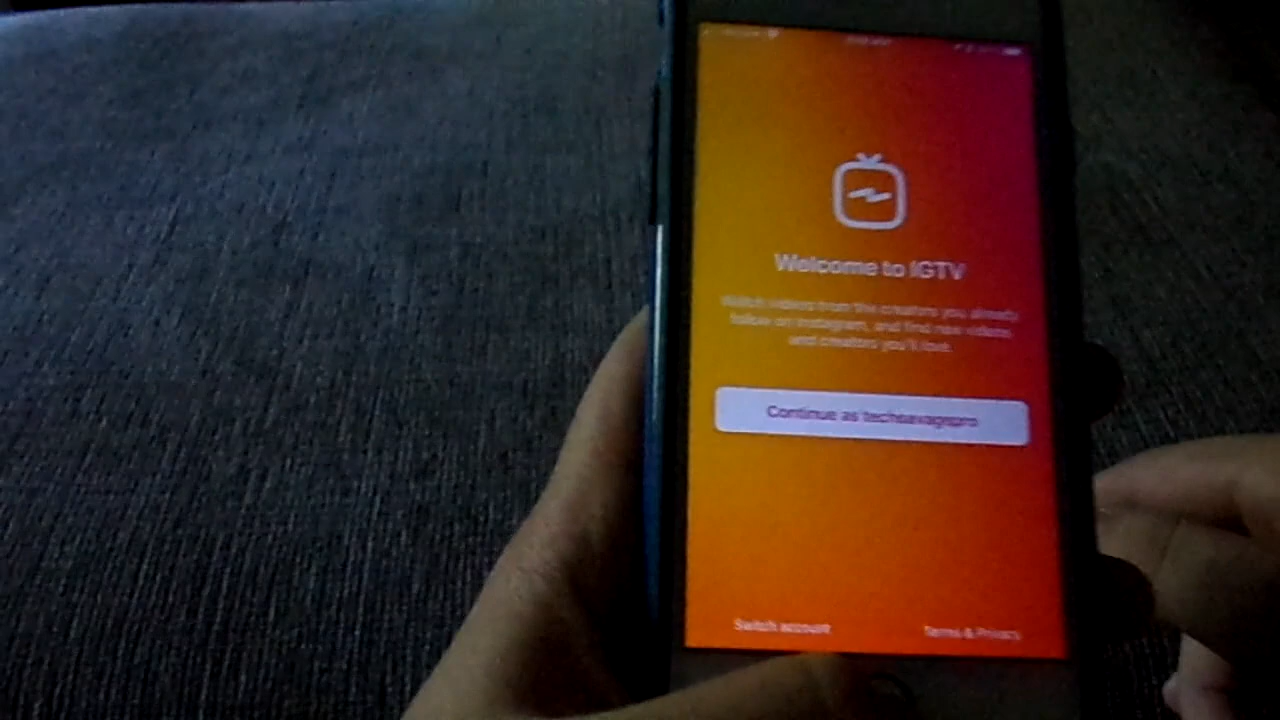 Welcome to IGTV
Watch videos from the creators you already
follow on Instagram, and find new videos
and creators you'll love.
Continue as techsavagepro
Switch account
Terms & Privacy